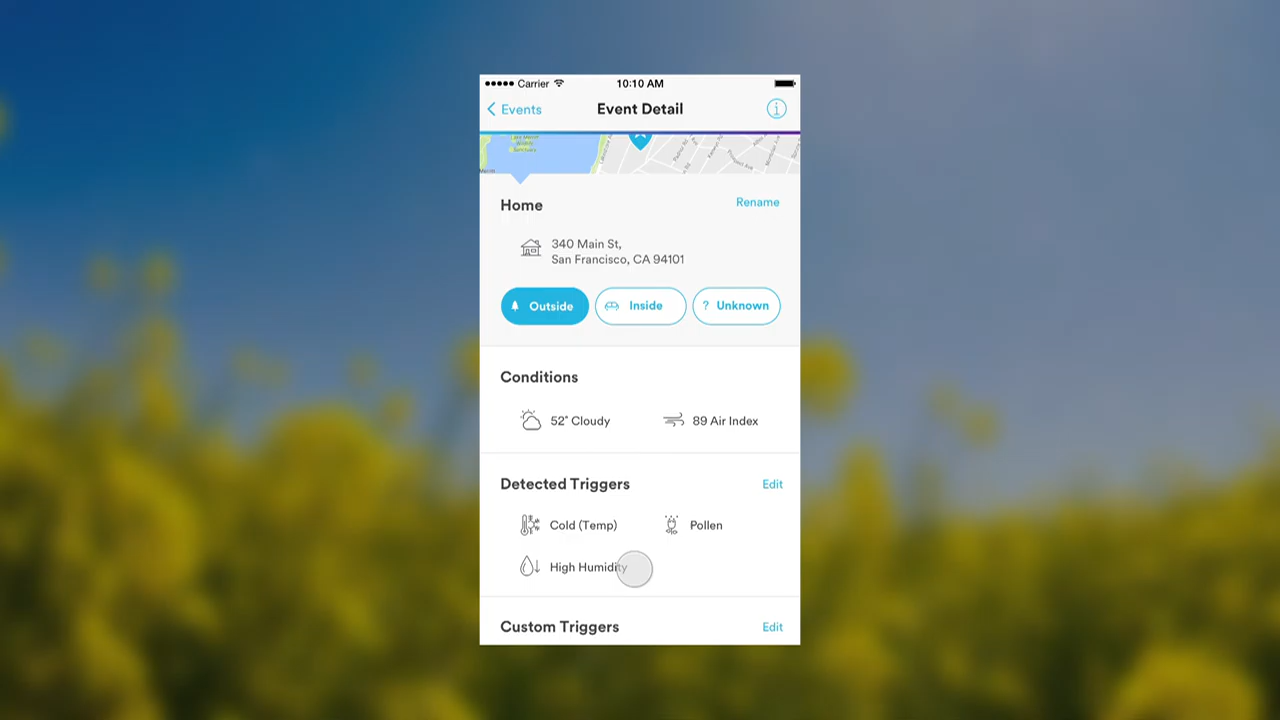 Carrier
10:10 AM
Events
Event Detail
Home
Rename
340 Main St,
San Francisco, CA 94101
Outside
Inside
? Unknown
Conditions
52° Cloudy
89 Air Index
Detected Triggers
Edit
Cold (Temp)
Pollen
High Humidity
Custom Triggers
Edit